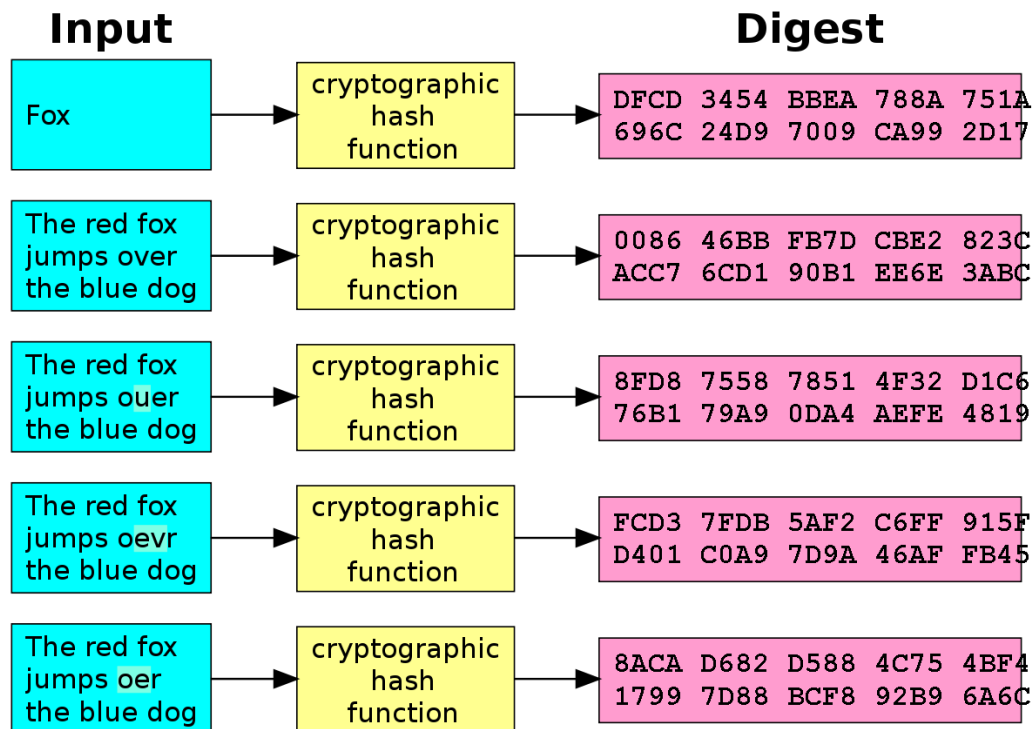 Input
Digest
Fox
cryptographic
hash
function
DFCD 3454 BBEA 788A 751A
696C 24D9 7009 CA99 2D17
The red fox
jumps over
the blue dog
cryptographic
hash
function
0086 46BB FB7D CBE2 823C
ACC7 6CD1 90B1 EE6E 3ABC
The red fox
jumps ouer
the blue dog
cryptographic
hash
function
8FD8 7558 7851 4F32 D1C6
76B1 79A9 0DA4 AEFE 4819
The red fox
jumps oevr
the blue dog
cryptographic
hash
function
FCD3 7FDB 5AF2 C6FF 915F
D401 C0A9 7D9A 46AF FB45
The red fox
jumps oer
the blue dog
cryptographic
hash
function
8ACA D682 D588 4C75 4BF4
1799 7D88 BCF8 92B9 6A6C